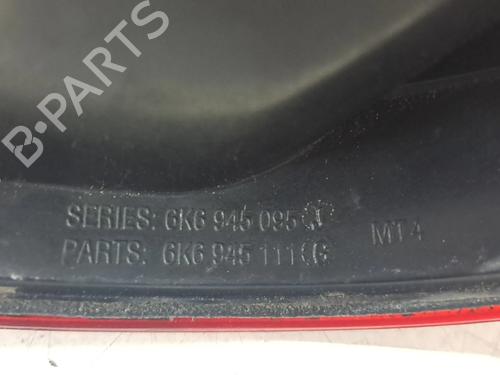 B-PARTS
SERIES: 6K6 945 095
PARTS: 6K6 945 111
MT4